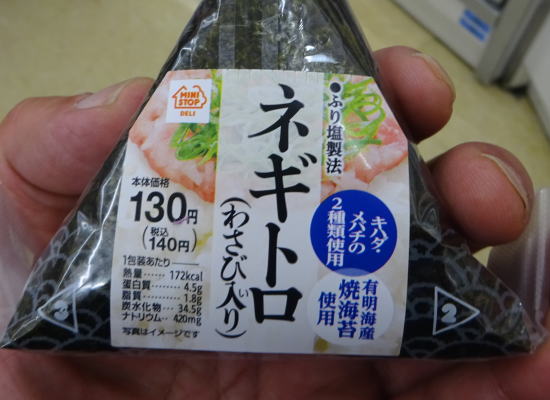 MINI
STOP
DELI
●ふり塩製法
ネギトロ
(わさび入り)
い
キハダ・
メバチの
2種類使用
有明海産
焼海苔
使用
本体価格
130円
(税込
140円)
1包装あたり
熱量……172kcal
蛋白質……4.5g
脂質………1.8g
炭水化物…34.5g
ナトリウム…420mg
写真はイメージです
3
2